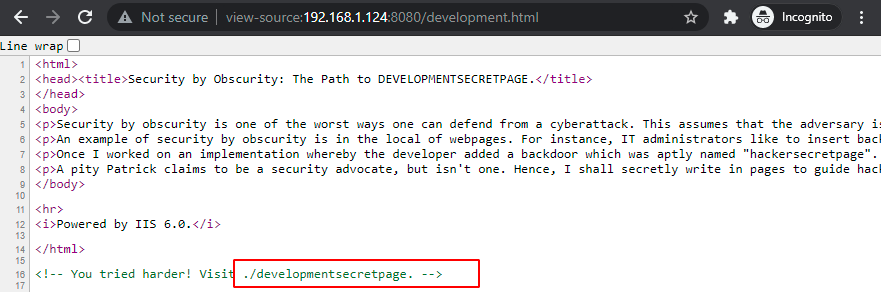 Not secure | view-source:192.168.1.124:8080/development.html Incognito
Line wrap
1 <html>
2 <head><title>Security by Obscurity: The Path to DEVELOPMENTSECRETPAGE.</title>
3 </head>
4 <body>
5 <p>Security by obscurity is one of the worst ways one can defend from a cyberattack. This assumes that the adversary is
6 <p>An example of security by obscurity is in the local of webpages. For instance, IT administrators like to insert back
7 <p>Once I worked on an implementation whereby the developer added a backdoor which was aptly named "hackersecretpage".
8 <p>A pity Patrick claims to be a security advocate, but isn't one. Hence, I shall secretly write in pages to guide hac
9 </body>
10
11 <hr>
12 <i>Powered by IIS 6.0.</i>
13
14 </html>
15
16 <!-- You tried harder! Visit ./developmentsecretpage. -->
17